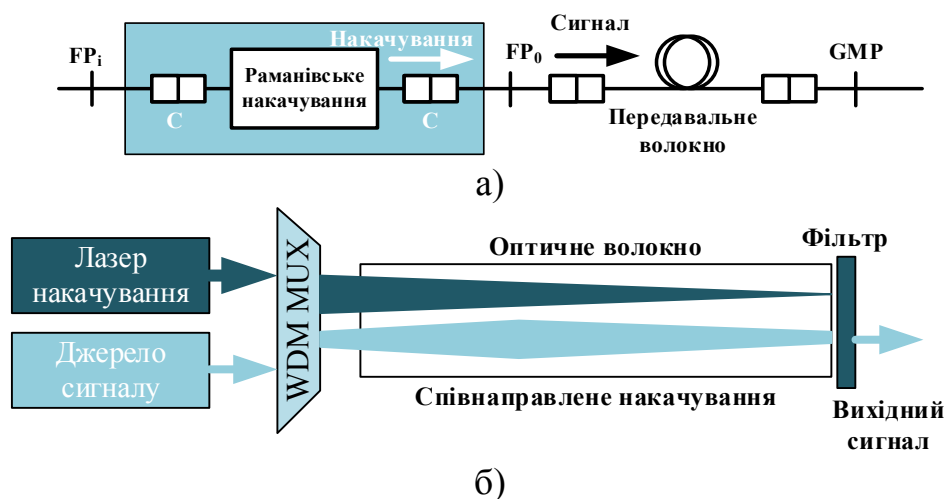 Накачування
Сигнал
FPi
FP0
GMP
Раманівське
накачування
C
C
Передавальне
волокно
а)
Оптичне волокно
Фільтр
Лазер
накачування
WDM MUX
Джерело
сигналу
Співнаправлене накачування
Вихідний
сигнал
б)